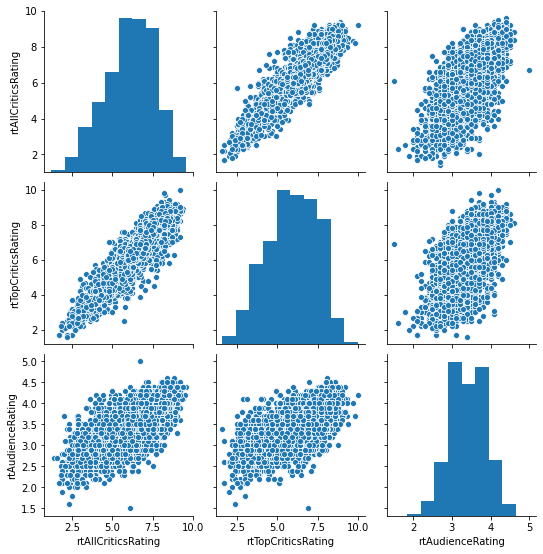 10
8
6
4
2
rtAllCriticsRating
10
8
6
4
2
rtTopCriticsRating
5.0
4.5
4.0
3.5
3.0
2.5
2.0
1.5
rtAudienceRating
2.5 5.0 7.5 10.0
rtAllCriticsRating
2.5 5.0 7.5 10.0
rtTopCriticsRating
2 3 4 5
rtAudienceRating